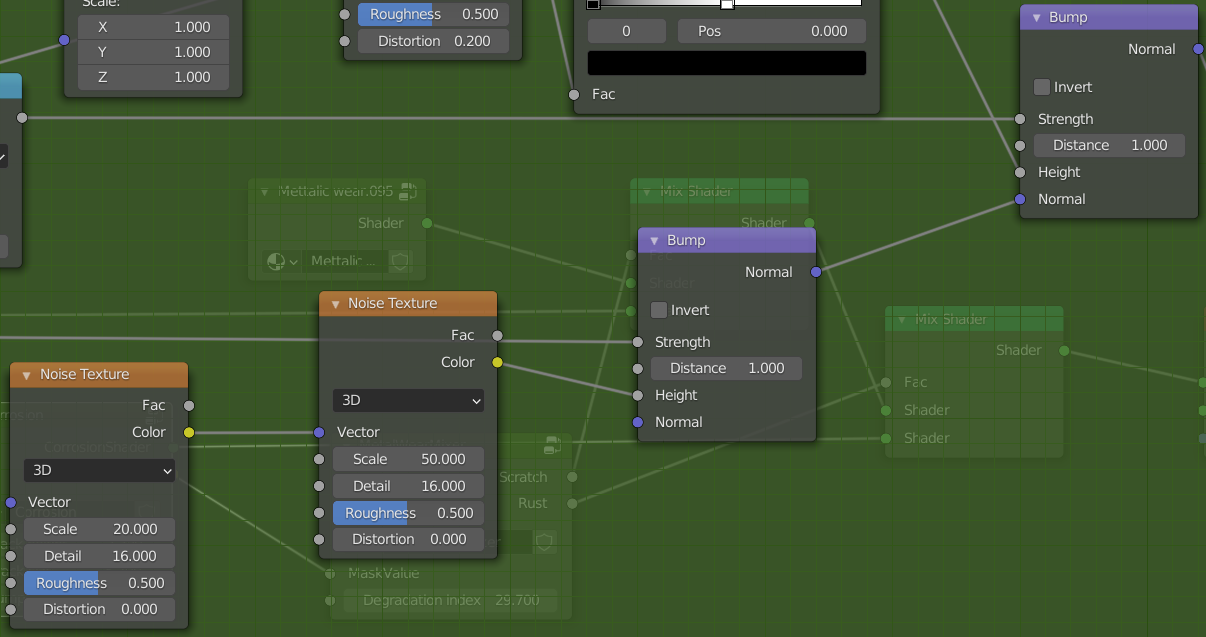 Scale:
X 1.000
Y 1.000
Z 1.000
Roughness 0.500
Distortion 0.200
0 Pos 0.000
Fac
Bump
Normal
Invert
Strength
Distance 1.000
Height
Normal
Mettalic wear.095
Shader
Mettalic ...
Mix Shader
Shader
Fac
Shader
Bump
Normal
Invert
Strength
Distance 1.000
Height
Normal
Mix Shader
Shader
Fac
Shader
Shader
Noise Texture
Fac
Color
3D
Vector
Scale 50.000
Detail 16.000
Roughness 0.500
Distortion 0.000
Noise Texture
Fac
Color
CorrosionShader
3D
Vector
Scale 20.000
Detail 16.000
Roughness 0.500
Distortion 0.000
Scratch
Rust
MaskValue
Degradation index 29.700